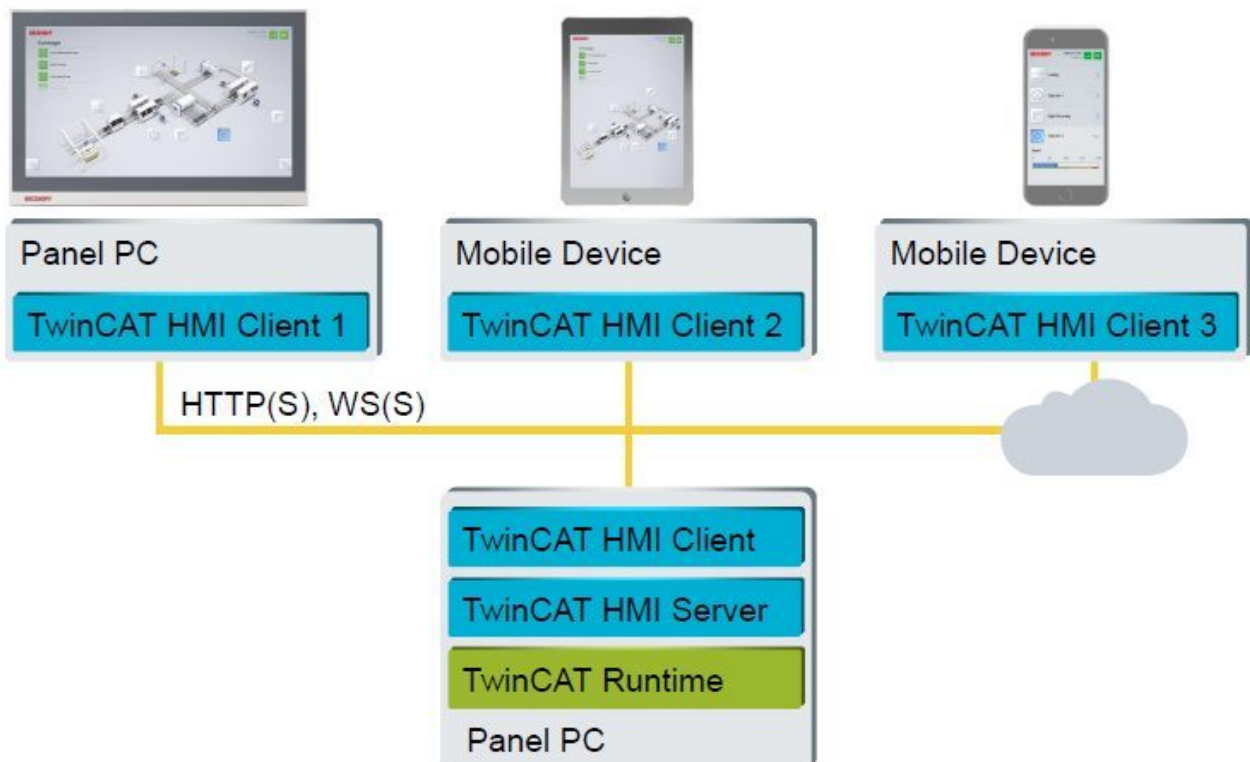 BECKHOFF
Panel PC
TwinCAT HMI Client 1
Mobile Device
TwinCAT HMI Client 2
Mobile Device
TwinCAT HMI Client 3
HTTP(S), WS(S)
TwinCAT HMI Client
TwinCAT HMI Server
TwinCAT Runtime
Panel PC